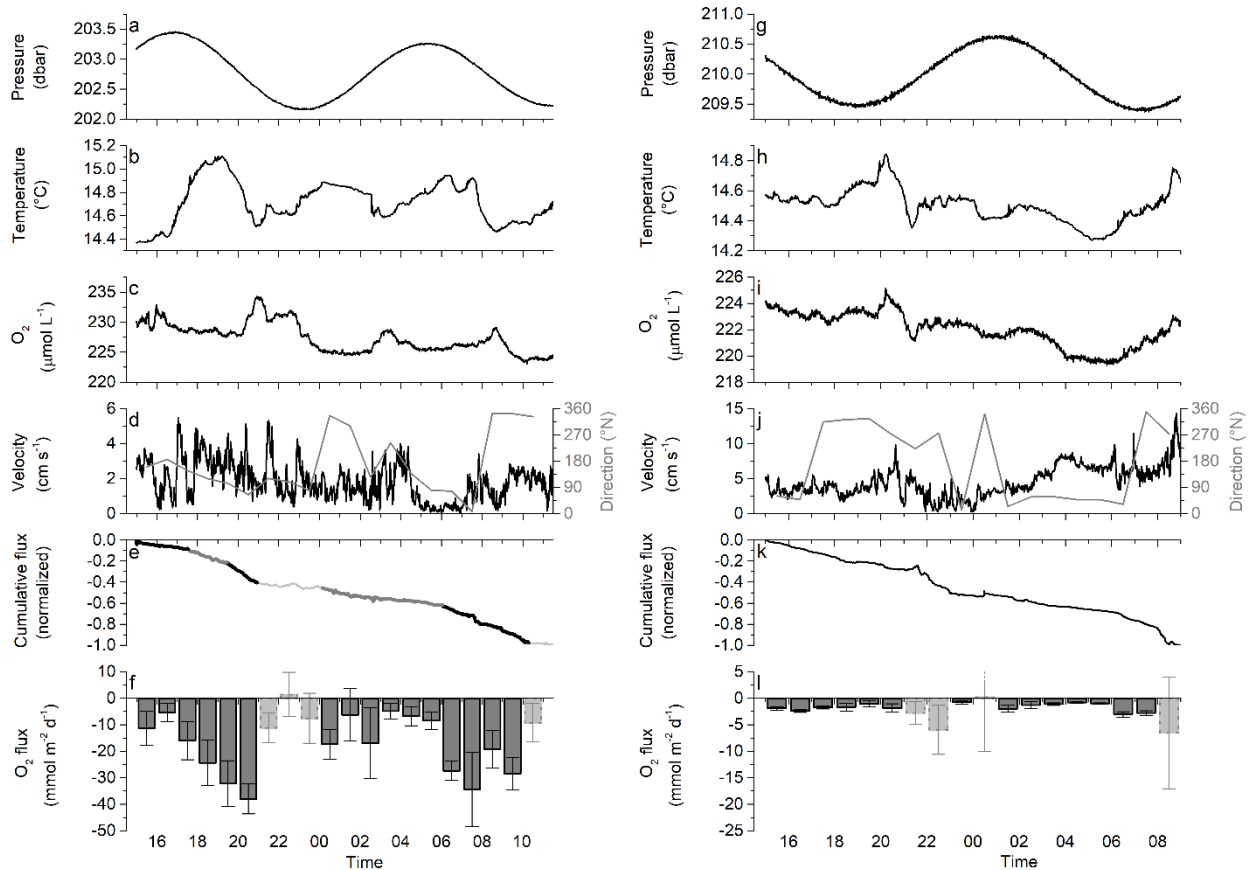 a
203.5
203.0
202.5
202.0
Pressure
(dbar)
b
15.2
15.0
14.8
14.6
14.4
Temperature
(°C)
c
235
230
225
220
O₂
(μmol L⁻¹)
d
6
4
2
0
Velocity
(cm s⁻¹)
360
270
180
90
0
Direction (°N)
e
0.0
-0.2
-0.4
-0.6
-0.8
-1.0
Cumulative flux
(normalized)
f
10
0
-10
-20
-30
-40
-50
O₂ flux
(mmol m⁻² d⁻¹)
16 18 20 22 00 02 04 06 08 10
Time
g
211.0
210.5
210.0
209.5
Pressure
(dbar)
h
14.8
14.6
14.4
14.2
Temperature
(°C)
i
226
224
222
220
218
O₂
(μmol L⁻¹)
j
15
10
5
0
Velocity
(cm s⁻¹)
360
270
180
90
0
Direction (°N)
k
0.0
-0.2
-0.4
-0.6
-0.8
-1.0
Cumulative flux
(normalized)
l
5
0
-5
-10
-15
-20
-25
O₂ flux
(mmol m⁻² d⁻¹)
16 18 20 22 00 02 04 06 08
Time